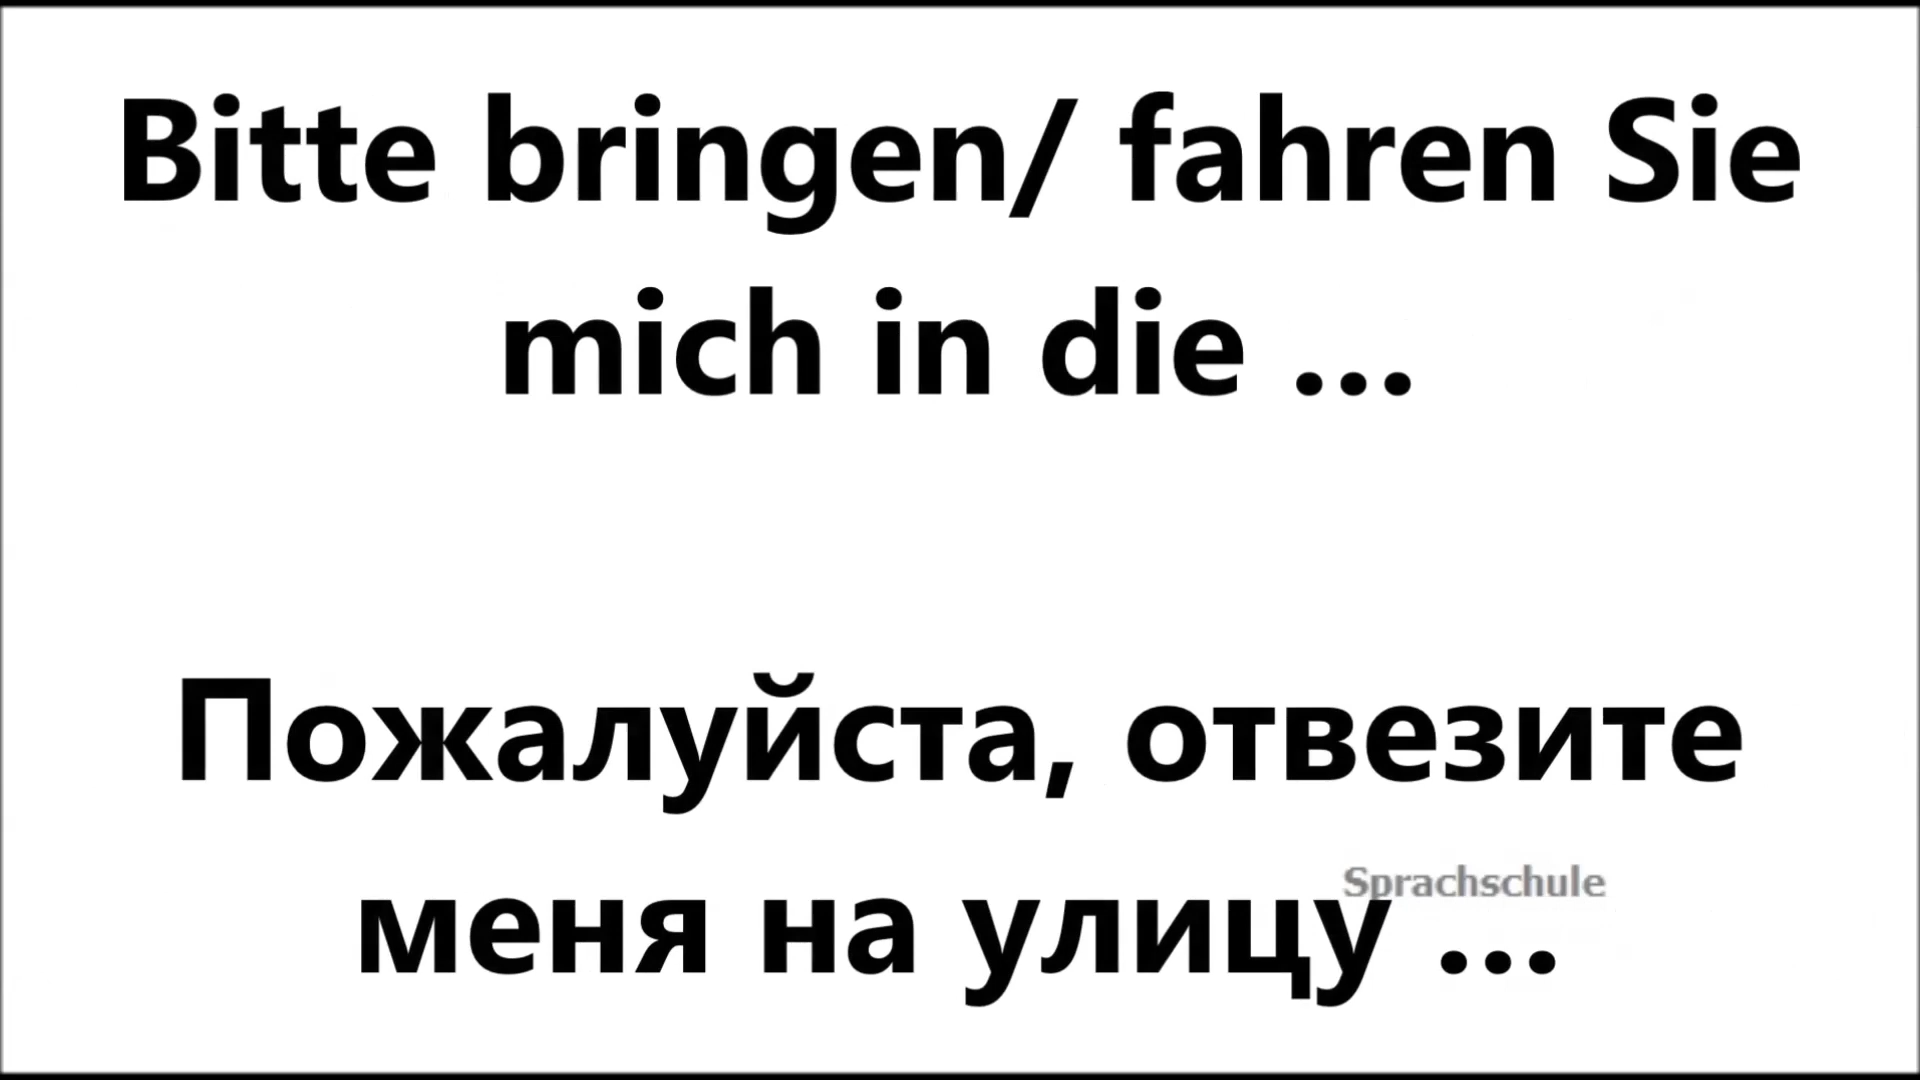 Bitte bringen/ fahren Sie
mich in die ...
Пожалуйста, отвезите
Sprachschule
меня на улицу ...